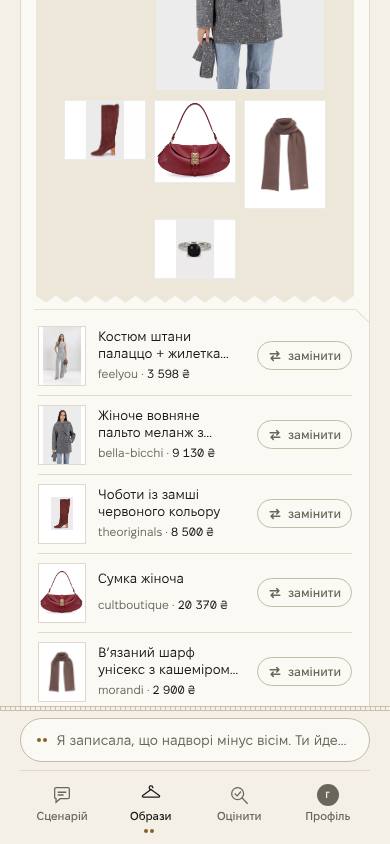 Костюм штани
палаццо + жилетка...
feelyou · 3 598 ₴
замінити
Жіноче вовняне
пальто меланж з...
bella-bicchi · 9 130 ₴
замінити
Чоботи із замші
червоного кольору
theoriginals · 8 500 ₴
замінити
Сумка жіноча
cultboutique · 20 370 ₴
замінити
В'язаний шарф
унісекс з кашеміром...
morandi · 2 900 ₴
замінити
Я записала, що надворі мінус вісім. Ти йде...
Сценарій
Образи
Оцінити
Г
Профіль